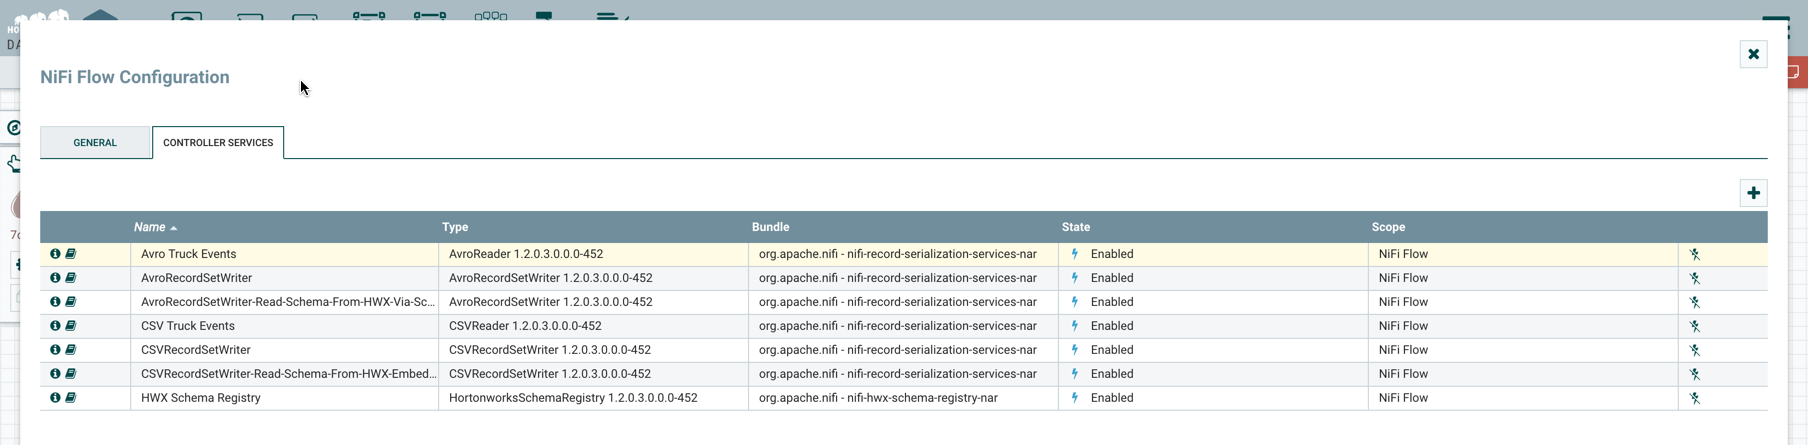 HO
DA
NiFi Flow Configuration
GENERAL CONTROLLER SERVICES
Name Type Bundle State Scope
Avro Truck Events AvroReader 1.2.0.3.0.0.0-452 org.apache.nifi - nifi-record-serialization-services-nar Enabled NiFi Flow
AvroRecordSetWriter AvroRecordSetWriter 1.2.0.3.0.0.0-452 org.apache.nifi - nifi-record-serialization-services-nar Enabled NiFi Flow
AvroRecordSetWriter-Read-Schema-From-HWX-Via-Sc... AvroRecordSetWriter 1.2.0.3.0.0.0-452 org.apache.nifi - nifi-record-serialization-services-nar Enabled NiFi Flow
CSV Truck Events CSVReader 1.2.0.3.0.0.0-452 org.apache.nifi - nifi-record-serialization-services-nar Enabled NiFi Flow
CSVRecordSetWriter CSVRecordSetWriter 1.2.0.3.0.0.0-452 org.apache.nifi - nifi-record-serialization-services-nar Enabled NiFi Flow
CSVRecordSetWriter-Read-Schema-From-HWX-Embed... CSVRecordSetWriter 1.2.0.3.0.0.0-452 org.apache.nifi - nifi-record-serialization-services-nar Enabled NiFi Flow
HWX Schema Registry HortonworksSchemaRegistry 1.2.0.3.0.0.0-452 org.apache.nifi - nifi-hwx-schema-registry-nar Enabled NiFi Flow